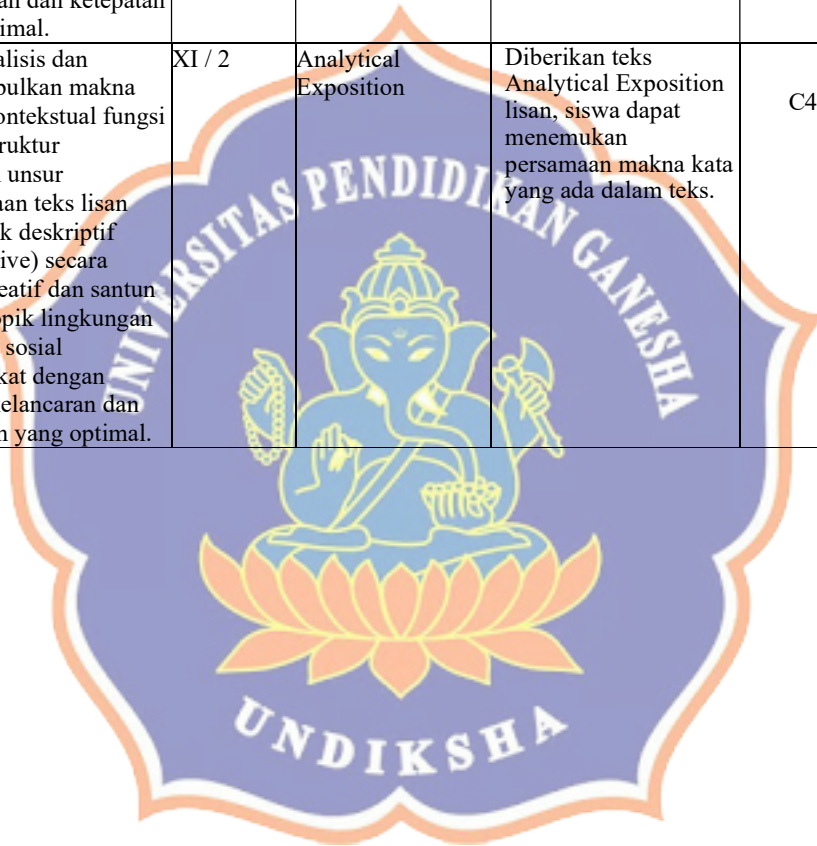 an dan ketepatan
imal.
alisis dan
pulkan makna
ontekstual fungsi
ruktur
unsur
aan teks lisan
k deskriptif
ive) secara
eatif dan santun
pik lingkungan
sosial
kat dengan
elancaran dan
n yang optimal.
XI / 2
Analytical
Exposition
Diberikan teks
Analytical Exposition
lisan, siswa dapat
menemukan
persamaan makna kata
yang ada dalam teks.
C4
UNIVERSITAS PENDIDIKAN GANESHA
UNDIKSHA